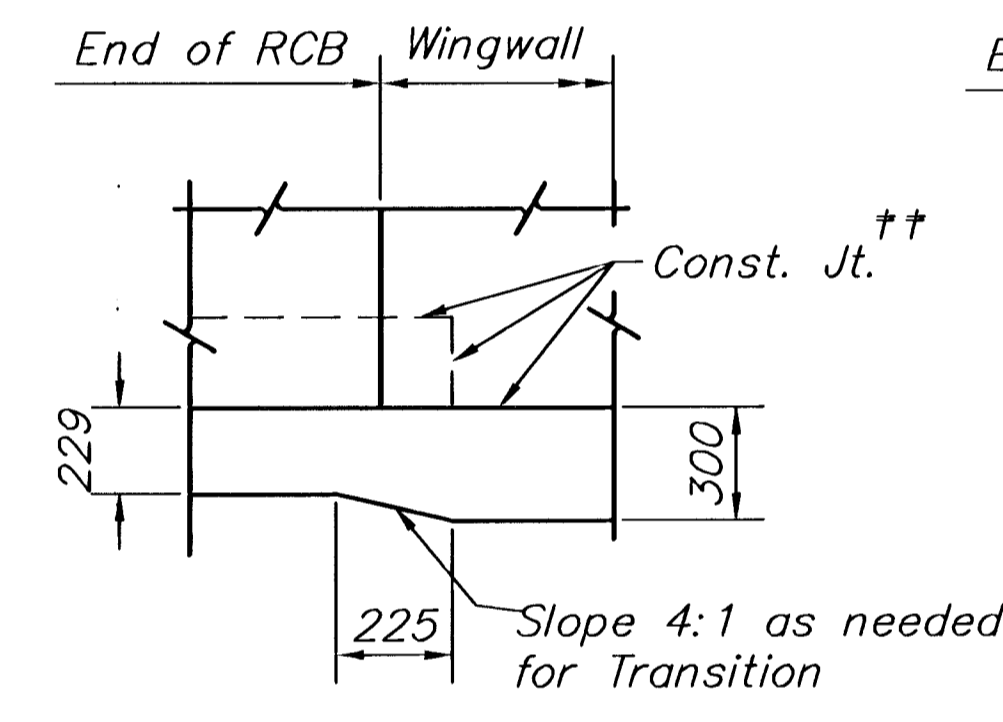 End of RCB
Wingwall
E
Const. Jt.††
229
300
225
Slope 4:1 as needed
for Transition